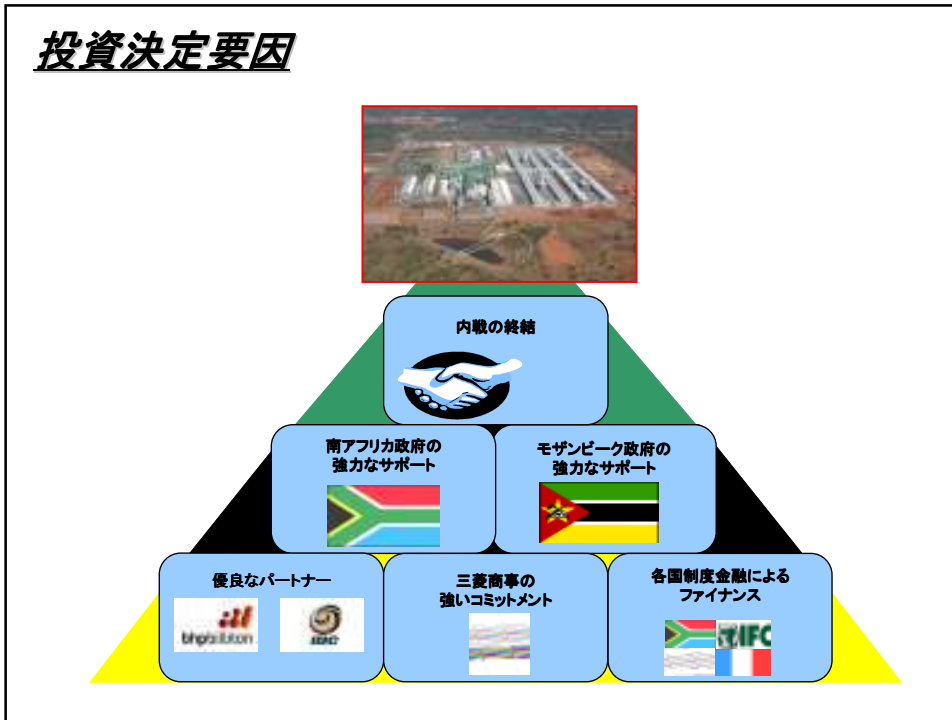 投資決定要因
内戦の終結
南アフリカ政府の
強力なサポート
モザンビーク政府の
強力なサポート
優良なパートナー
bhpbilliton
三菱商事の
強いコミットメント
各国制度金融による
ファイナンス
IFC